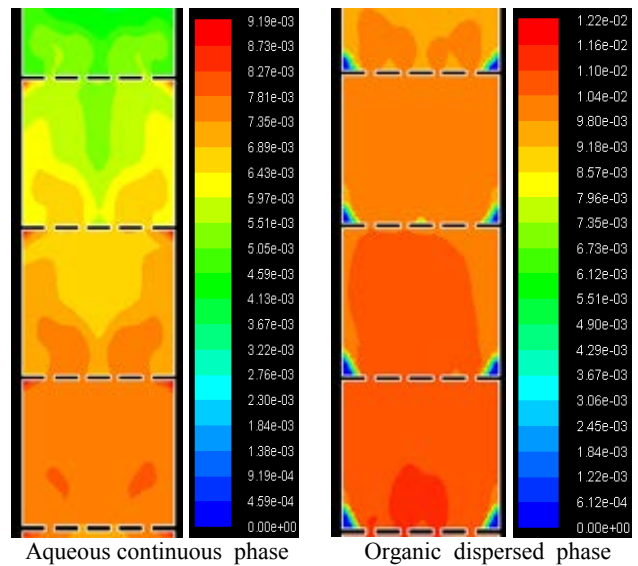 9.19e-03
8.73e-03
8.27e-03
7.81e-03
7.35e-03
6.89e-03
6.43e-03
5.97e-03
5.51e-03
5.05e-03
4.59e-03
4.13e-03
3.67e-03
3.22e-03
2.76e-03
2.30e-03
1.84e-03
1.38e-03
9.19e-04
4.59e-04
0.00e+00
Aqueous continuous phase
1.22e-02
1.16e-02
1.10e-02
1.04e-02
9.80e-03
9.18e-03
8.57e-03
7.96e-03
7.35e-03
6.73e-03
6.12e-03
5.51e-03
4.90e-03
4.29e-03
3.67e-03
3.06e-03
2.45e-03
1.84e-03
1.22e-03
6.12e-04
0.00e+00
Organic dispersed phase